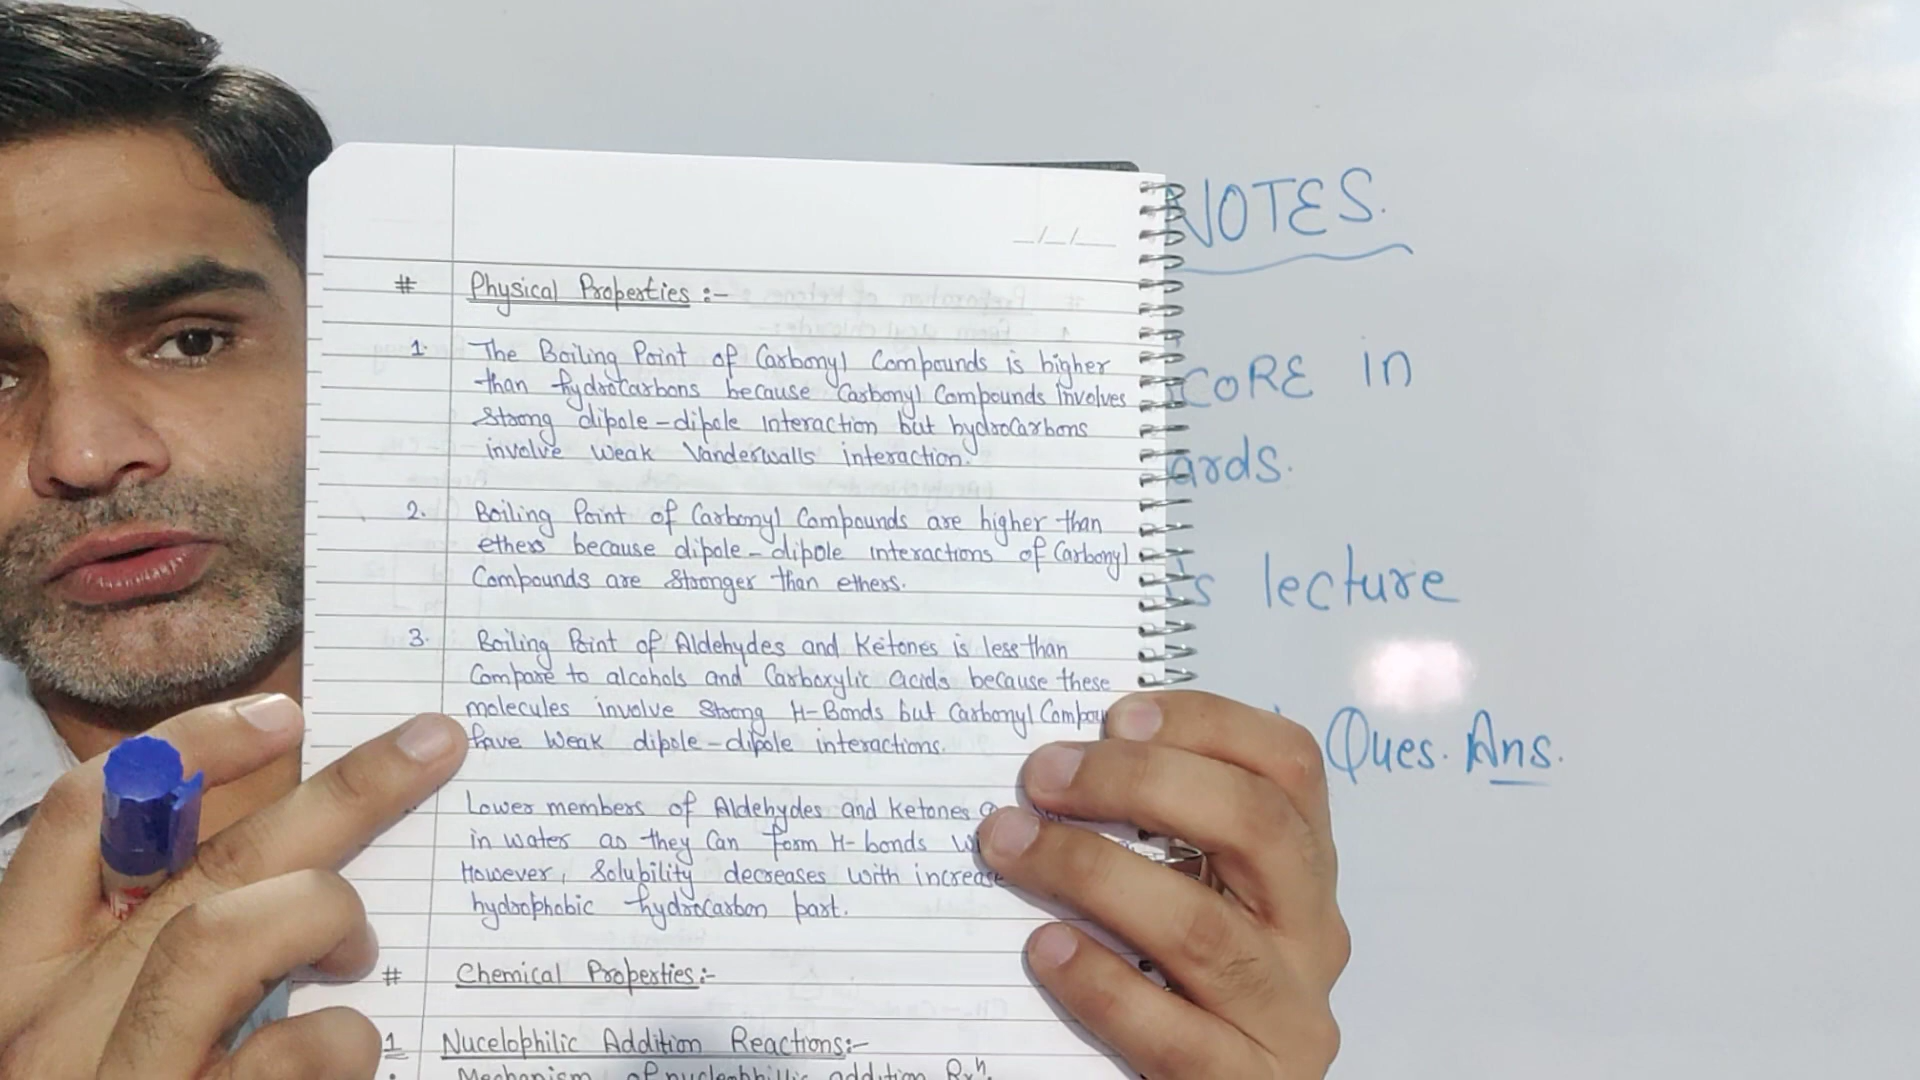 # Physical Properties :-
1. The Boiling Point of Carbonyl Compounds is higher
than hydrocarbons because Carbonyl Compounds Involves
Strong dipole-dipole Interaction but hydrocarbons
involve weak Vanderwalls interaction.
2. Boiling Point of Carbonyl Compounds are higher than
ethers because dipole-dipole interactions of Carbonyl
Compounds are Stronger than ethers.
3. Boiling Point of Aldehydes and Ketones is less than
Compare to alcohols and Carboxylic acids because these
molecules involve Strong H-Bonds but Carbonyl Compou
have weak dipole-dipole interactions.
Lower members of Aldehydes and Ketones
in water as they Can form H-bonds
However, Solubility decreases with increase
hydrophobic hydrocarbon part.
# Chemical Properties:-
1 Nucelophilic Addition Reactions:-
Mechanism of nucleophillic addition Rxn.
NOTES.
CORE in
ards.
s lecture
Ques. Ans.